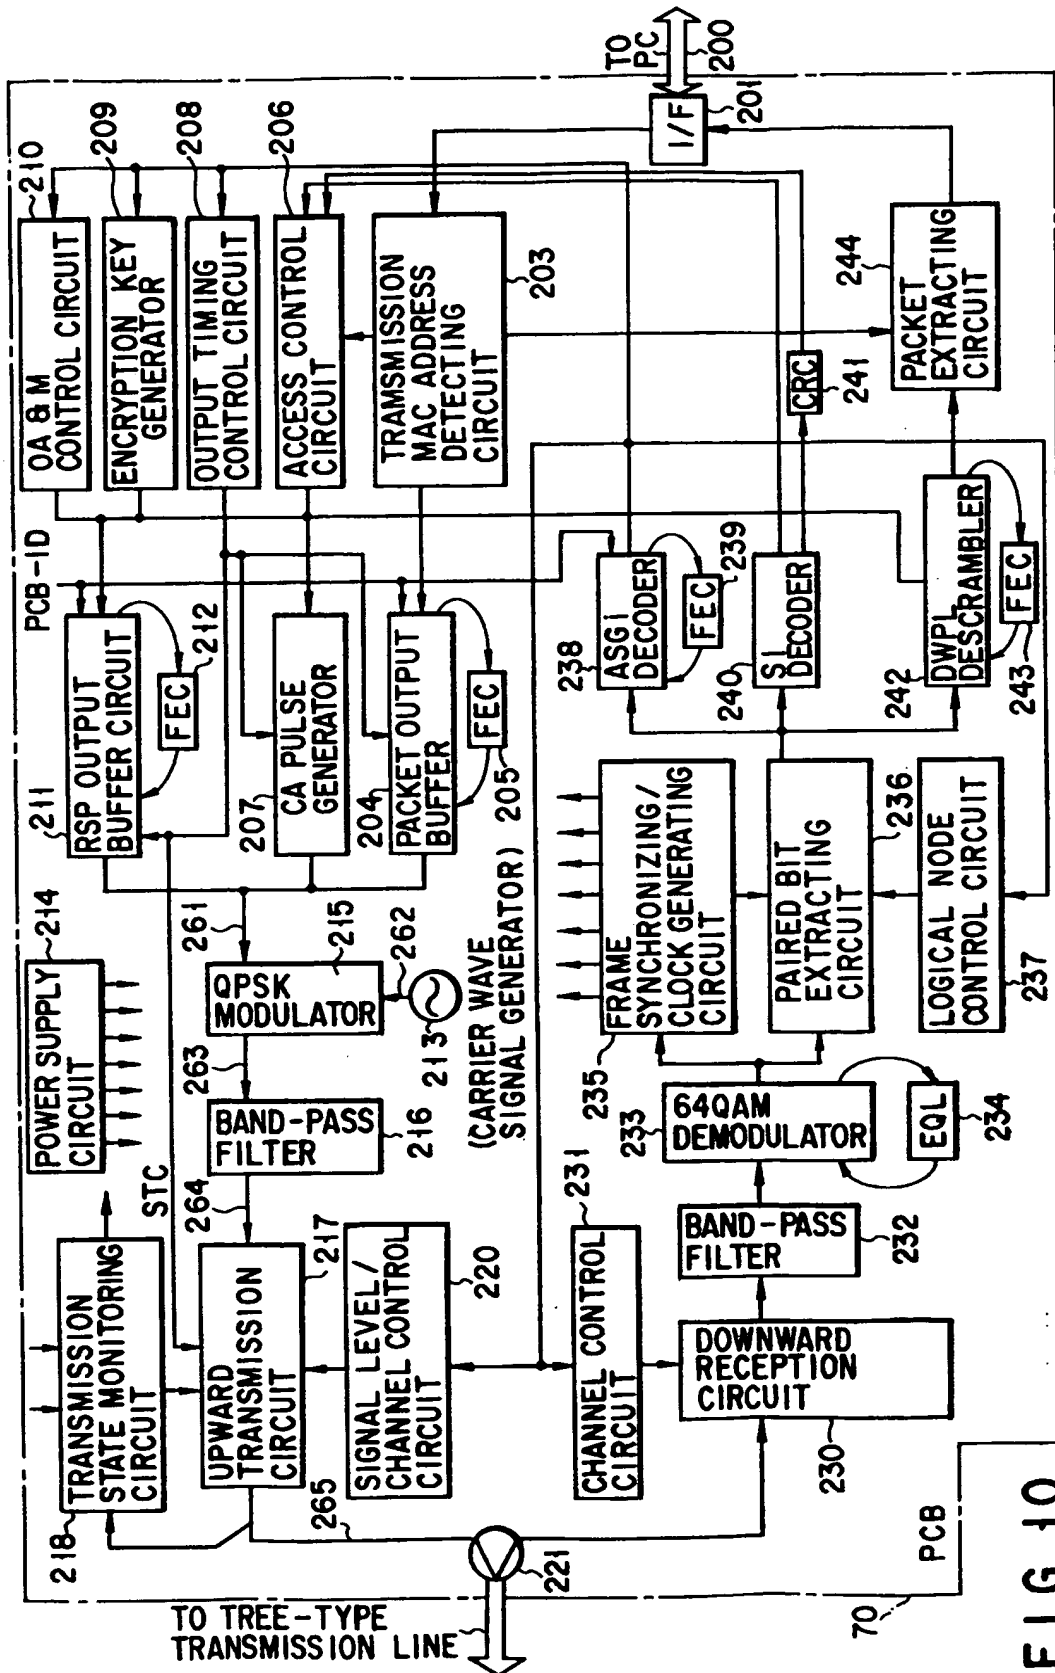 TO PC
200
201
I/F
210
OA & M
CONTROL CIRCUIT
209
ENCRYPTION KEY
GENERATOR
208
OUTPUT TIMING
CONTROL CIRCUIT
206
ACCESS CONTROL
CIRCUIT
TRAMSMISSION
MAC ADDRESS
DETECTING
CIRCUIT
203
PACKET
EXTRACTING
CIRCUIT
244
CRC
241
PCB-ID
211
RSP OUTPUT
BUFFER CIRCUIT
FEC
212
207
CA PULSE
GENERATOR
204
PACKET OUTPUT
BUFFER
FEC
205
238
ASGI
DECODER
FEC
239
240
SI
DECODER
242
DWPL
DESCRAMBLER
FEC
243
214
POWER SUPPLY
CIRCUIT
261
215
QPSK
MODULATOR
262
213
(CARRIER WAVE
SIGNAL GENERATOR)
263
BAND-PASS
FILTER
216
264
STC
235
FRAME
SYNCHRONIZING/
CLOCK GENERATING
CIRCUIT
PAIRED BIT
EXTRACTING
CIRCUIT
236
LOGICAL NODE
CONTROL CIRCUIT
237
233
64QAM
DEMODULATOR
EQL
234
BAND-PASS
FILTER
232
218
TRANSMISSION
STATE MONITORING
CIRCUIT
UPWARD
TRANSMISSION
CIRCUIT
217
SIGNAL LEVEL/
CHANNEL CONTROL
CIRCUIT
220
231
CHANNEL CONTROL
CIRCUIT
DOWNWARD
RECEPTION
CIRCUIT
230
265
221
TO TREE-TYPE
TRANSMISSION LINE
PCB
70
FIG. 10